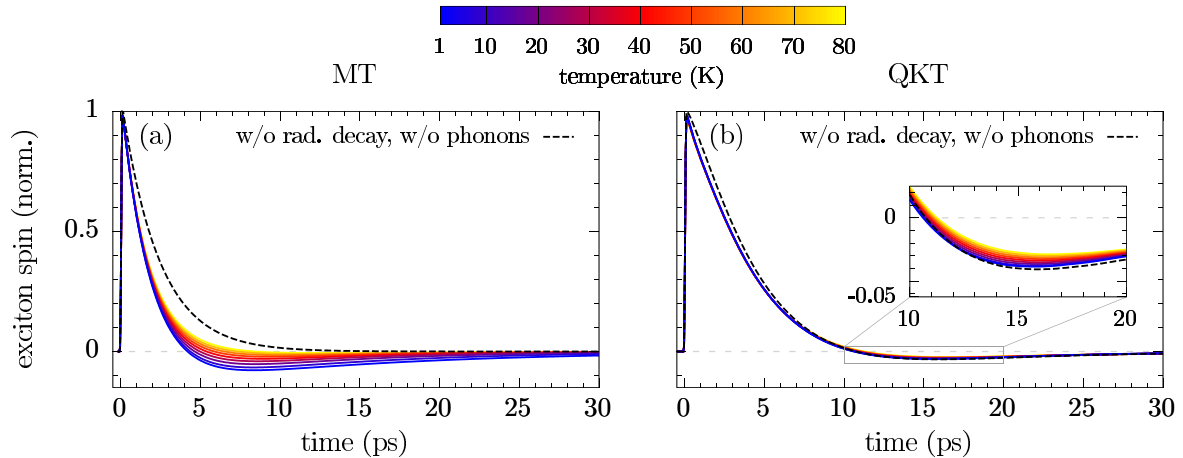 1 10 20 30 40 50 60 70 80
temperature (K)
MT QKT
exciton spin (norm.)
1
0.5
0
(a) w/o rad. decay, w/o phonons
(b) w/o rad. decay, w/o phonons
0
-0.05
10 15 20
0 5 10 15 20 25 30
0 5 10 15 20 25 30
time (ps) time (ps)